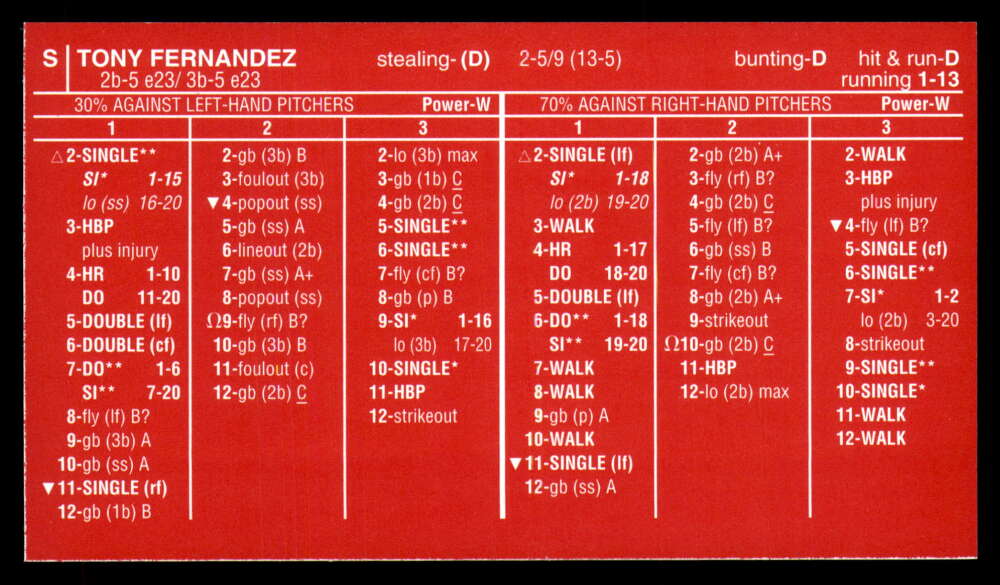 S TONY FERNANDEZ stealing- (D) 2-5/9 (13-5) bunting-D hit & run-D
2b-5 e23/ 3b-5 e23 running 1-13
30% AGAINST LEFT-HAND PITCHERS Power-W
1
△2-SINGLE**
SI* 1-15
lo (ss) 16-20
3-HBP
plus injury
4-HR 1-10
DO 11-20
5-DOUBLE (lf)
6-DOUBLE (cf)
7-DO** 1-6
SI** 7-20
8-fly (lf) B?
9-gb (3b) A
10-gb (ss) A
▼11-SINGLE (rf)
12-gb (1b) B
2
2-gb (3b) B
3-foulout (3b)
▼4-popout (ss)
5-gb (ss) A
6-lineout (2b)
7-gb (ss) A+
8-popout (ss)
Ω9-fly (rf) B?
10-gb (3b) B
11-foulout (c)
12-gb (2b) C
3
2-lo (3b) max
3-gb (1b) C
4-gb (2b) C
5-SINGLE**
6-SINGLE**
7-fly (cf) B?
8-gb (p) B
9-SI* 1-16
lo (3b) 17-20
10-SINGLE*
11-HBP
12-strikeout
70% AGAINST RIGHT-HAND PITCHERS Power-W
1
△2-SINGLE (lf)
SI* 1-18
lo (2b) 19-20
3-WALK
4-HR 1-17
DO 18-20
5-DOUBLE (lf)
6-DO** 1-18
SI** 19-20
7-WALK
8-WALK
9-gb (p) A
10-WALK
▼11-SINGLE (lf)
12-gb (ss) A
2
2-gb (2b) A+
3-fly (rf) B?
4-gb (2b) C
5-fly (lf) B?
6-gb (ss) B
7-fly (cf) B?
8-gb (2b) A+
9-strikeout
Ω10-gb (2b) C
11-HBP
12-lo (2b) max
3
2-WALK
3-HBP
plus injury
▼4-fly (lf) B?
5-SINGLE (cf)
6-SINGLE**
7-SI* 1-2
lo (2b) 3-20
8-strikeout
9-SINGLE**
10-SINGLE*
11-WALK
12-WALK